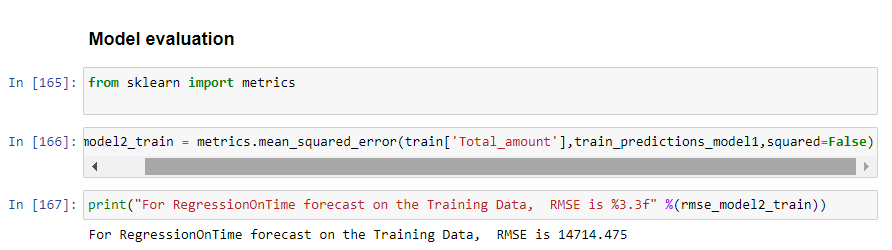 Model evaluation
In [165]: from sklearn import metrics
In [166]: model2_train = metrics.mean_squared_error(train['Total_amount'],train_predictions_model1,squared=False)
In [167]: print("For RegressionOnTime forecast on the Training Data,  RMSE is %3.3f" %(rmse_model2_train))
For RegressionOnTime forecast on the Training Data,  RMSE is 14714.475